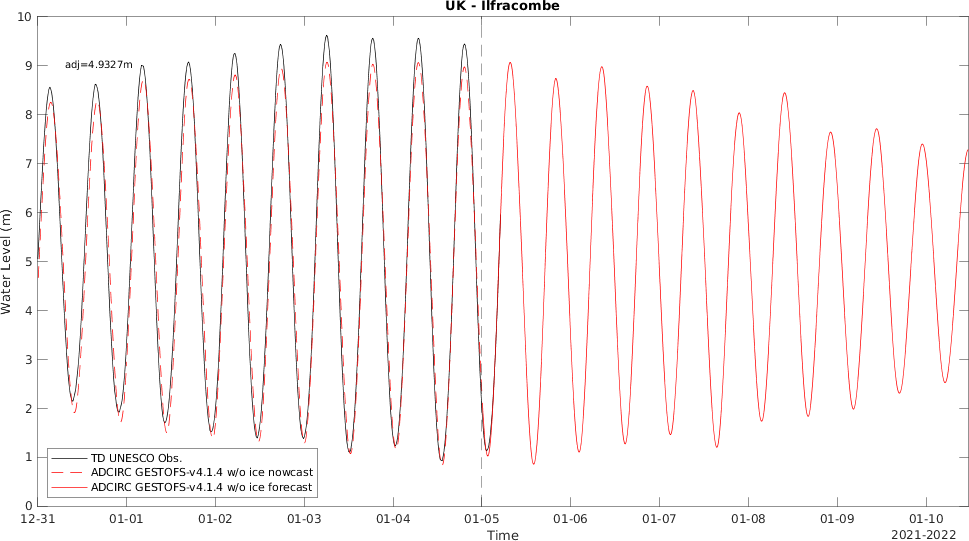 UK - Ilfracombe
adj=4.9327m
10
9
8
7
6
5
4
3
2
1
0
Water Level (m)
TD UNESCO Obs.
ADCIRC GESTOFS-v4.1.4 w/o ice nowcast
ADCIRC GESTOFS-v4.1.4 w/o ice forecast
12-31 01-01 01-02 01-03 01-04 01-05 01-06 01-07 01-08 01-09 01-10
Time
2021-2022